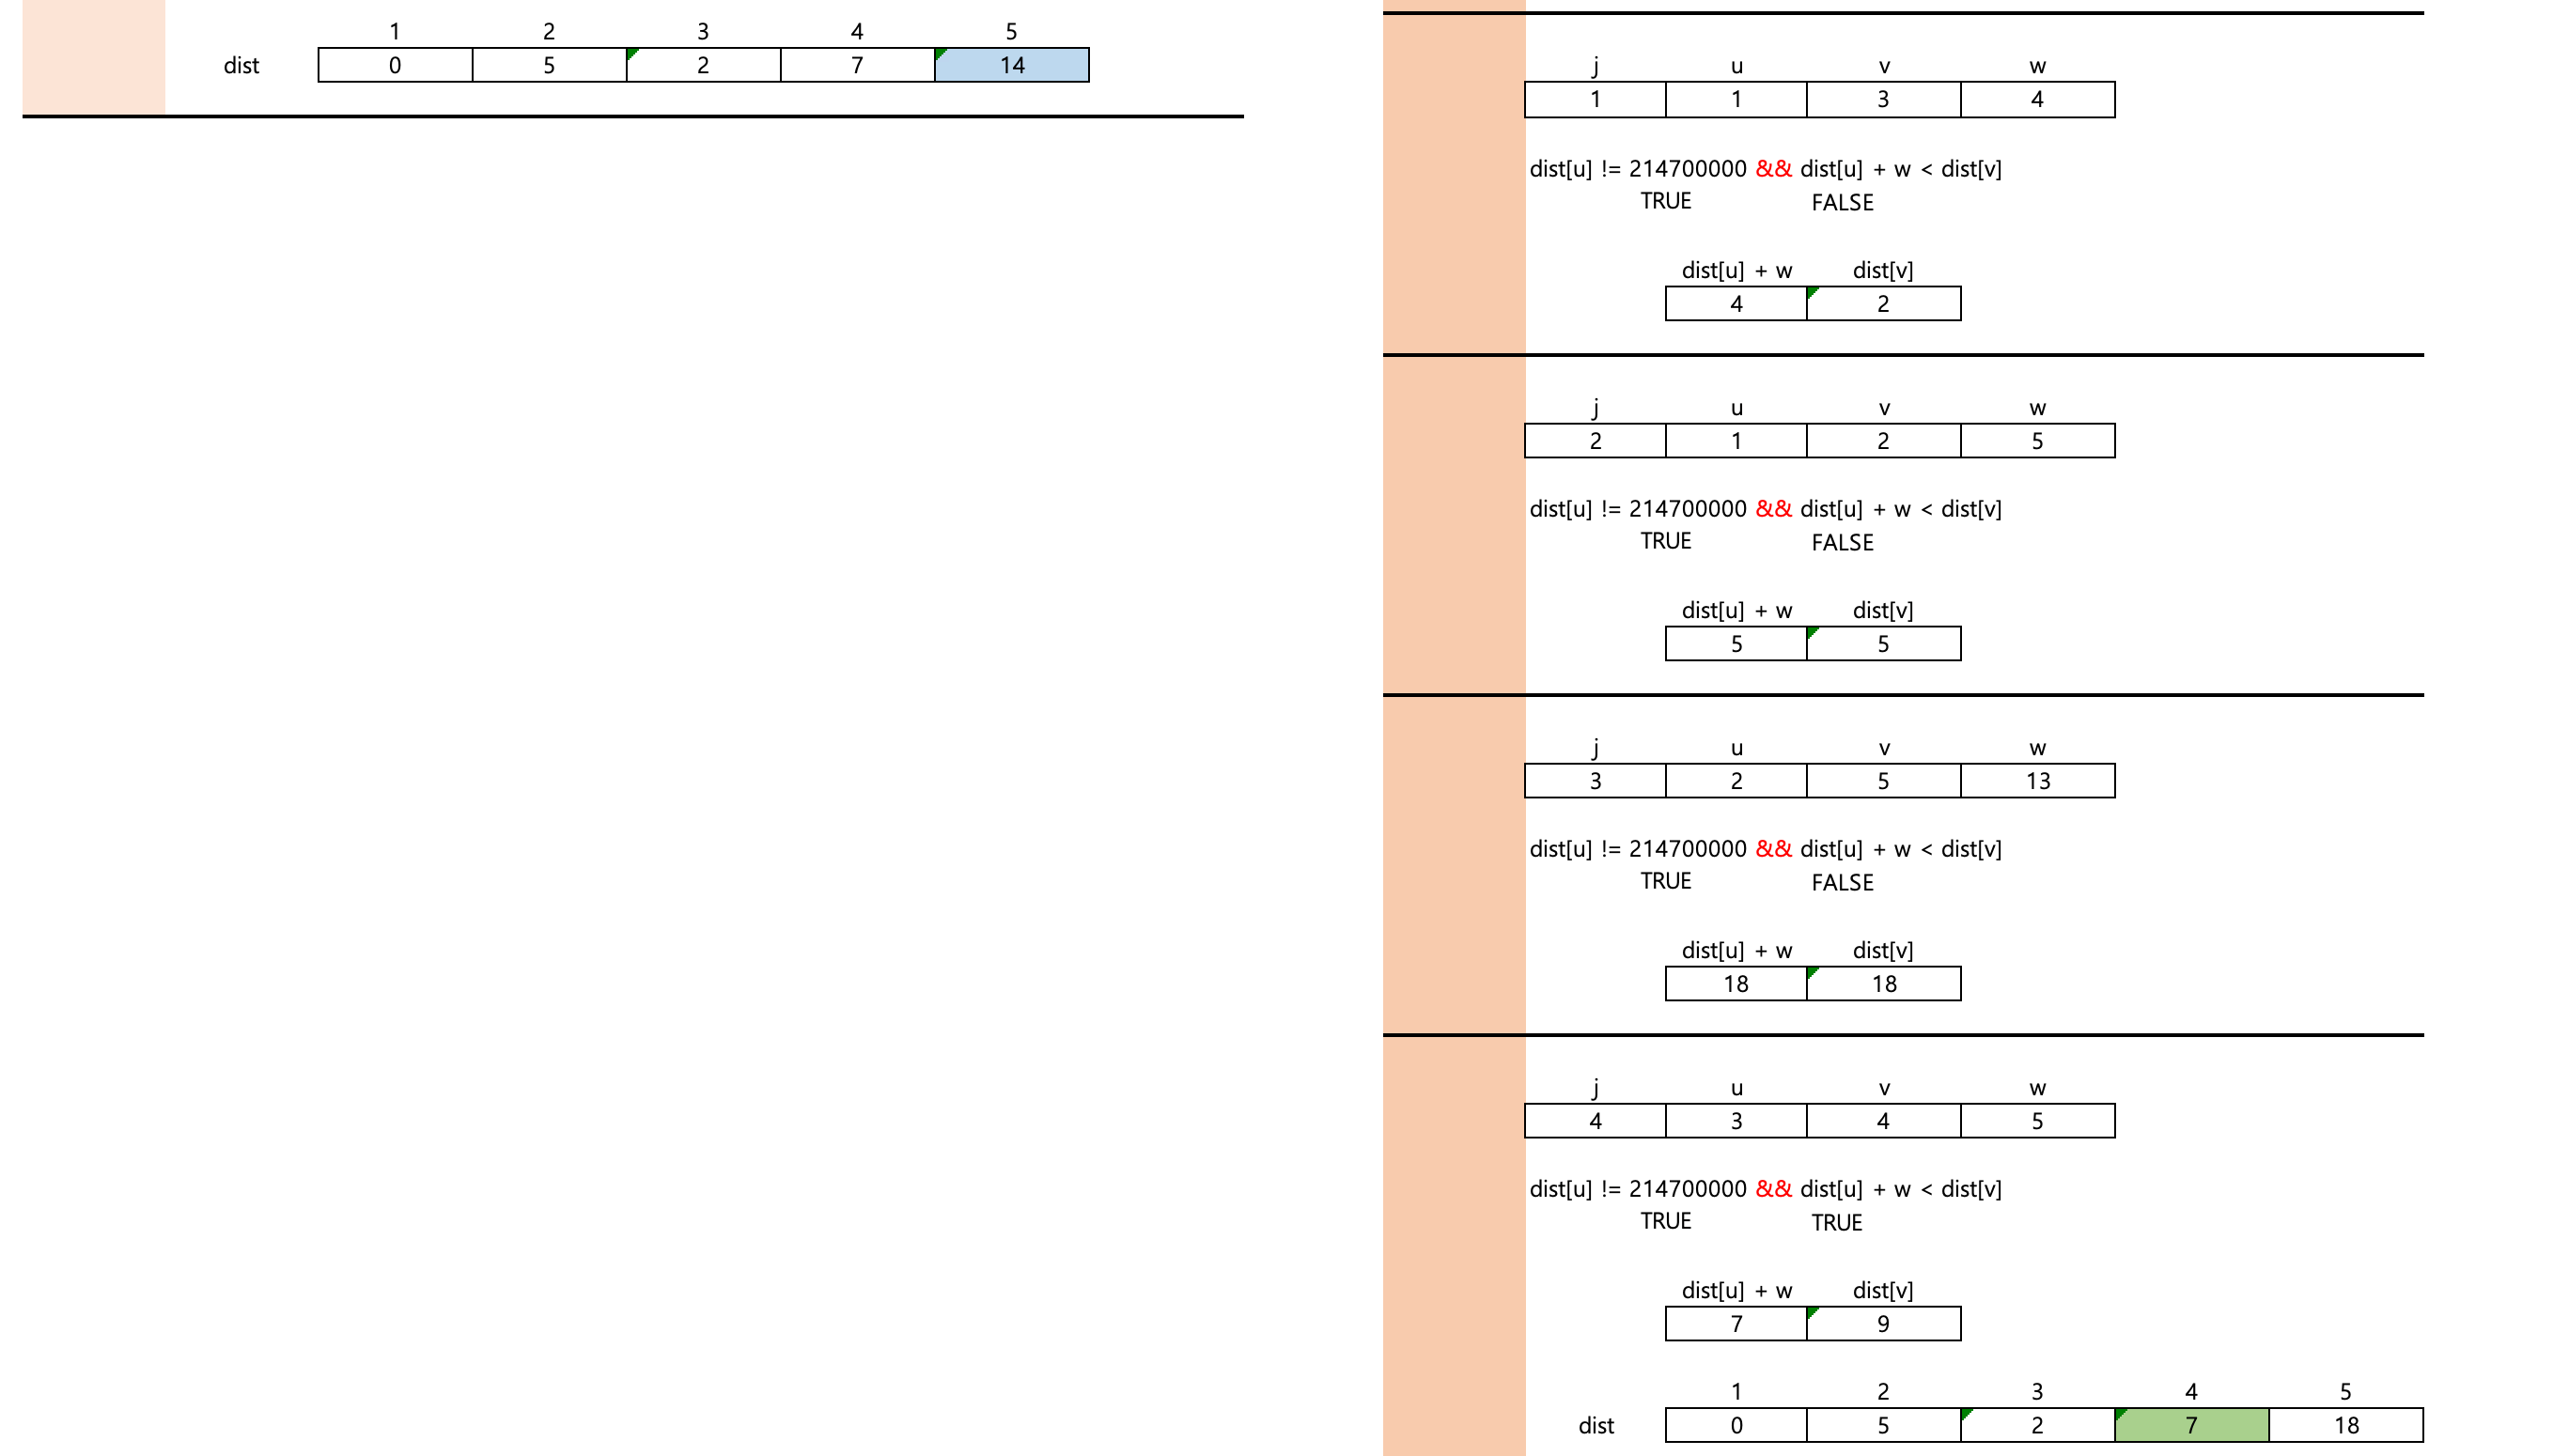 1 2 3 4 5
dist 0 5 2 7 14
j u v w
1 1 3 4
dist[u] != 214700000 && dist[u] + w < dist[v]
TRUE FALSE
dist[u] + w dist[v]
4 2
j u v w
2 1 2 5
dist[u] != 214700000 && dist[u] + w < dist[v]
TRUE FALSE
dist[u] + w dist[v]
5 5
j u v w
3 2 5 13
dist[u] != 214700000 && dist[u] + w < dist[v]
TRUE FALSE
dist[u] + w dist[v]
18 18
j u v w
4 3 4 5
dist[u] != 214700000 && dist[u] + w < dist[v]
TRUE TRUE
dist[u] + w dist[v]
7 9
1 2 3 4 5
dist 0 5 2 7 18